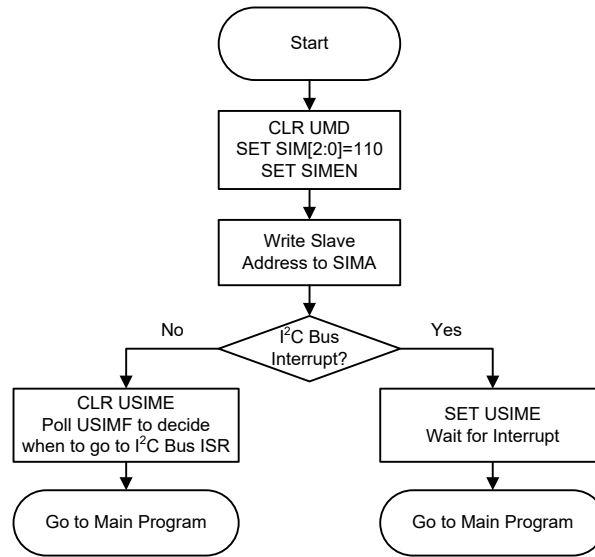 Start
CLR UMD
SET SIM[2:0]=110
SET SIMEN
Write Slave
Address to SIMA
I²C Bus
Interrupt?
No
Yes
CLR USIME
Poll USIMF to decide
when to go to I²C Bus ISR
SET USIME
Wait for Interrupt
Go to Main Program
Go to Main Program